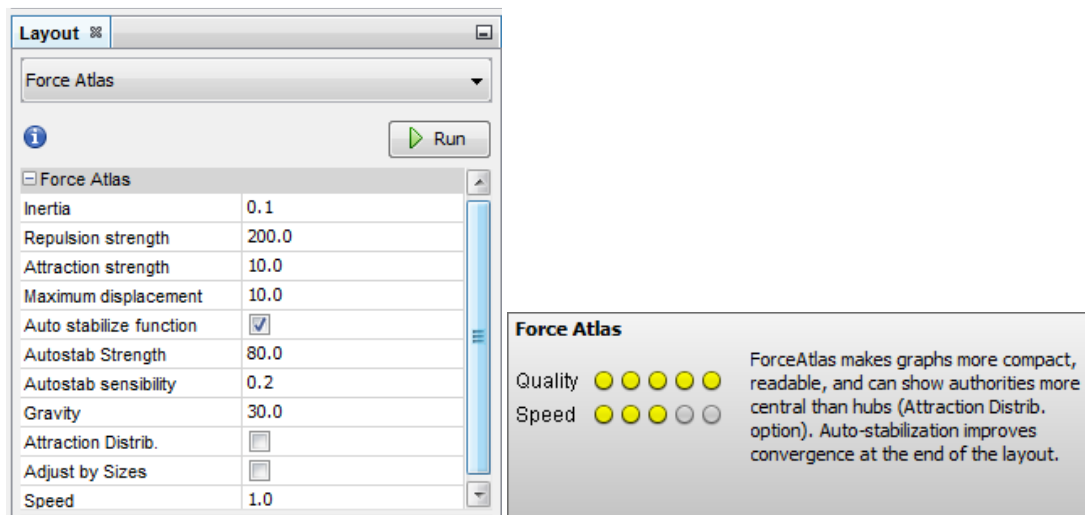 Layout
Force Atlas
Run
Force Atlas
Inertia 0.1
Repulsion strength 200.0
Attraction strength 10.0
Maximum displacement 10.0
Auto stabilize function
Autostab Strength 80.0
Autostab sensibility 0.2
Gravity 30.0
Attraction Distrib.
Adjust by Sizes
Speed 1.0
Force Atlas
Quality
Speed
ForceAtlas makes graphs more compact,
readable, and can show authorities more
central than hubs (Attraction Distrib.
option). Auto-stabilization improves
convergence at the end of the layout.